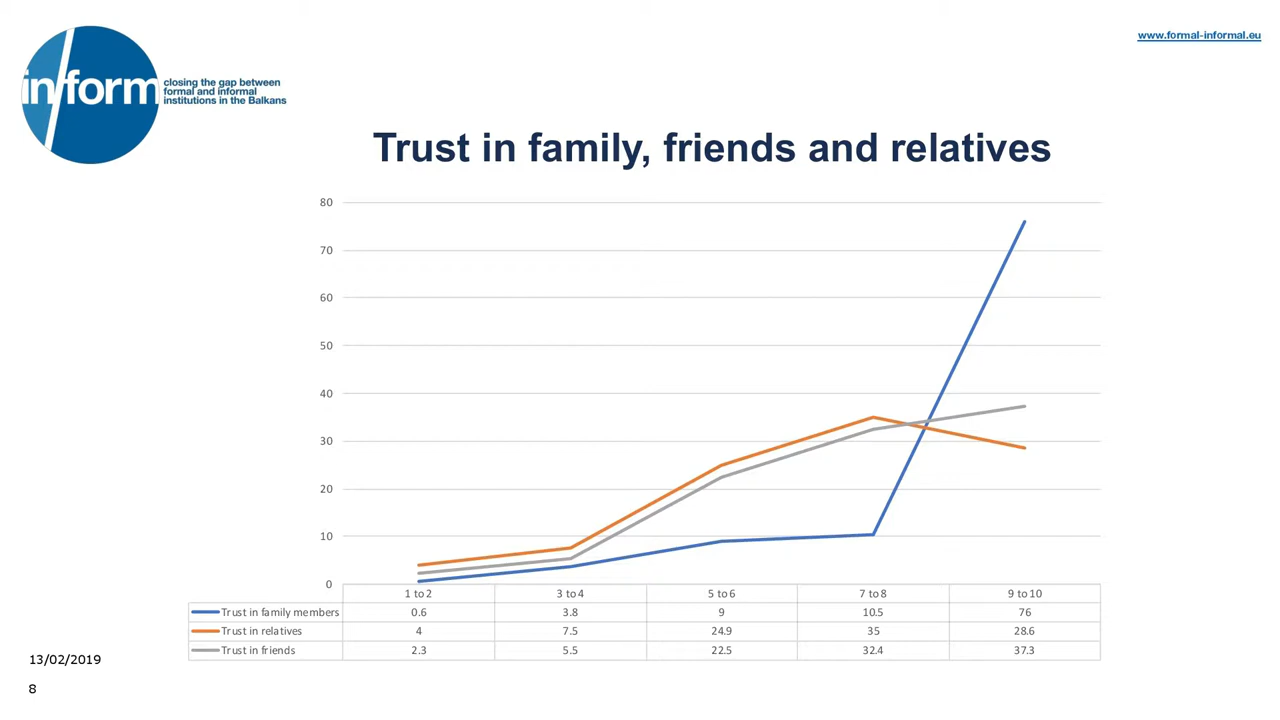 www.formal-informal.eu
in/form
closing the gap between
formal and informal
institutions in the Balkans
Trust in family, friends and relatives
80
70
60
50
40
30
20
10
0
1 to 2 3 to 4 5 to 6 7 to 8 9 to 10
Trust in family members 0.6 3.8 9 10.5 76
Trust in relatives 4 7.5 24.9 35 28.6
Trust in friends 2.3 5.5 22.5 32.4 37.3
13/02/2019
8